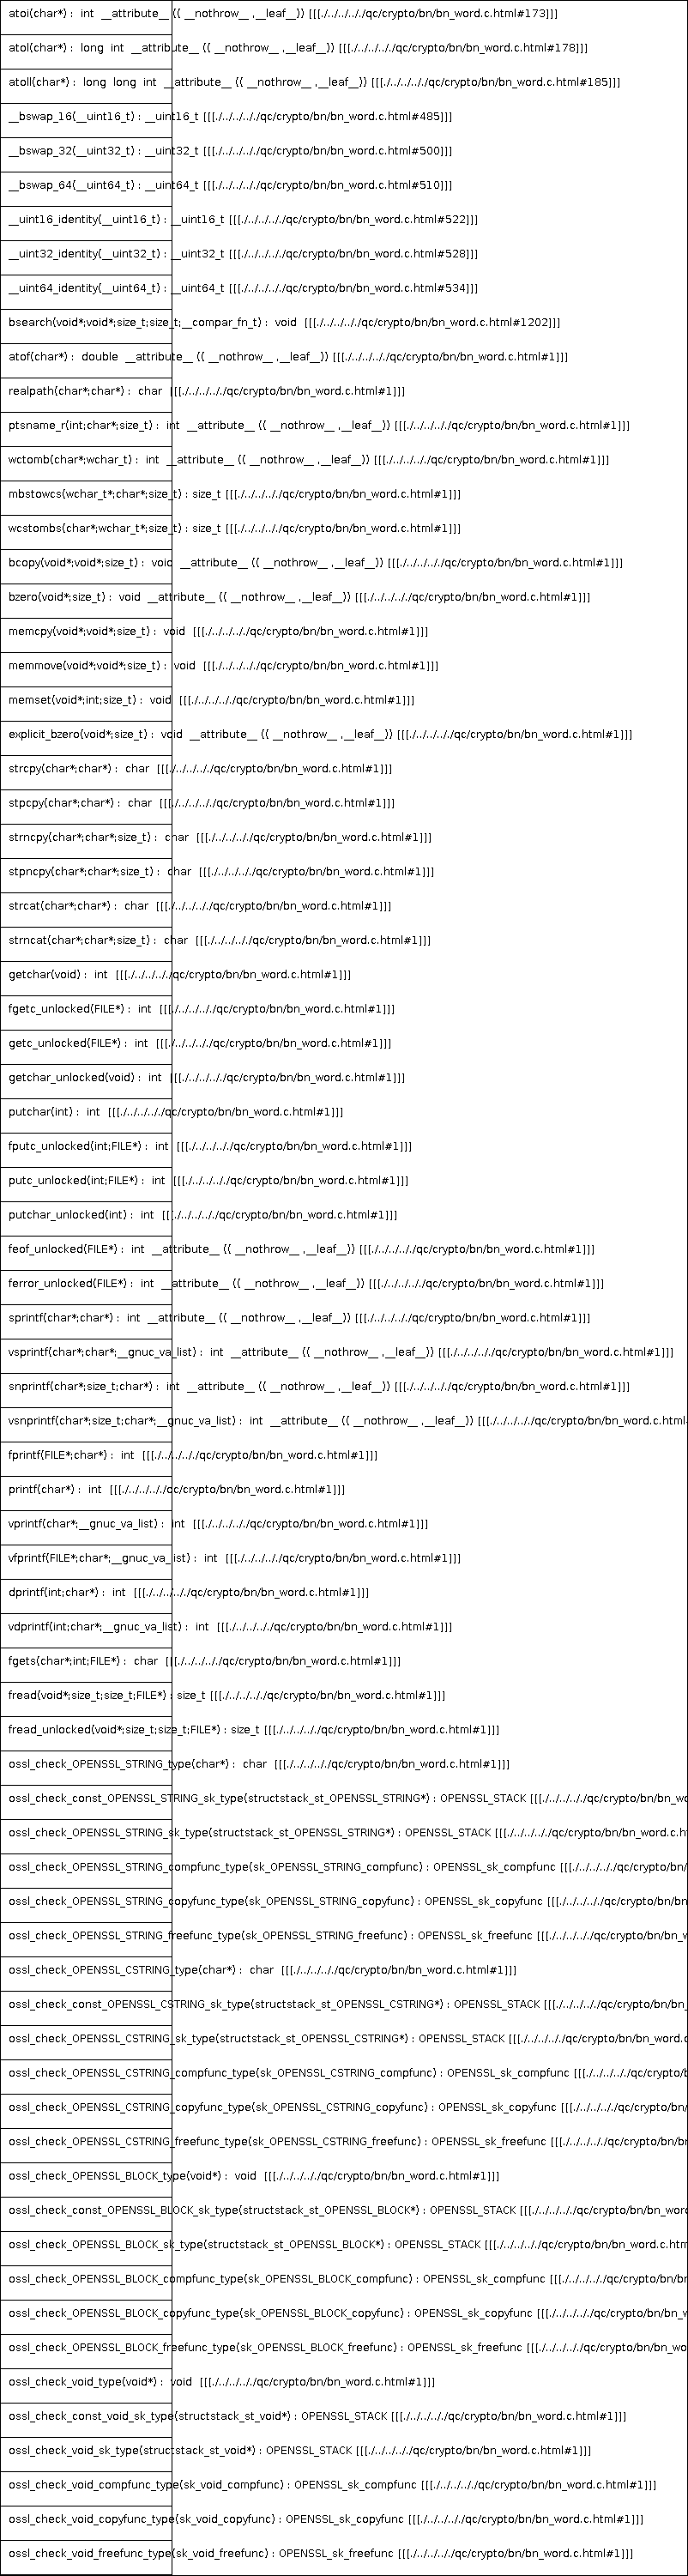 atoi(char*) : int __attribute__ (( __nothrow__ ,__leaf__)) [[[./../../../../qc/crypto/bn/bn_word.c.html#173]]]
atol(char*) : long int __attribute__ (( __nothrow__ ,__leaf__)) [[[./../../../../qc/crypto/bn/bn_word.c.html#178]]]
atoll(char*) : long long int __attribute__ (( __nothrow__ ,__leaf__)) [[[./../../../../qc/crypto/bn/bn_word.c.html#185]]]
__bswap_16(__uint16_t) : __uint16_t [[[./../../../../qc/crypto/bn/bn_word.c.html#485]]]
__bswap_32(__uint32_t) : __uint32_t [[[./../../../../qc/crypto/bn/bn_word.c.html#500]]]
__bswap_64(__uint64_t) : __uint64_t [[[./../../../../qc/crypto/bn/bn_word.c.html#510]]]
__uint16_identity(__uint16_t) : __uint16_t [[[./../../../../qc/crypto/bn/bn_word.c.html#522]]]
__uint32_identity(__uint32_t) : __uint32_t [[[./../../../../qc/crypto/bn/bn_word.c.html#528]]]
__uint64_identity(__uint64_t) : __uint64_t [[[./../../../../qc/crypto/bn/bn_word.c.html#534]]]
bsearch(void*;void*;size_t;size_t;__compar_fn_t) : void [[[./../../../../qc/crypto/bn/bn_word.c.html#1202]]]
atof(char*) : double __attribute__ (( __nothrow__ ,__leaf__)) [[[./../../../../qc/crypto/bn/bn_word.c.html#1]]]
realpath(char*;char*) : char [[[./../../../../qc/crypto/bn/bn_word.c.html#1]]]
ptsname_r(int;char*;size_t) : int __attribute__ (( __nothrow__ ,__leaf__)) [[[./../../../../qc/crypto/bn/bn_word.c.html#1]]]
wctomb(char*;wchar_t) : int __attribute__ (( __nothrow__ ,__leaf__)) [[[./../../../../qc/crypto/bn/bn_word.c.html#1]]]
mbstowcs(wchar_t*;char*;size_t) : size_t [[[./../../../../qc/crypto/bn/bn_word.c.html#1]]]
wcstombs(char*;wchar_t*;size_t) : size_t [[[./../../../../qc/crypto/bn/bn_word.c.html#1]]]
bcopy(void*;void*;size_t) : void __attribute__ (( __nothrow__ ,__leaf__)) [[[./../../../../qc/crypto/bn/bn_word.c.html#1]]]
bzero(void*;size_t) : void __attribute__ (( __nothrow__ ,__leaf__)) [[[./../../../../qc/crypto/bn/bn_word.c.html#1]]]
memcpy(void*;void*;size_t) : void [[[./../../../../qc/crypto/bn/bn_word.c.html#1]]]
memmove(void*;void*;size_t) : void [[[./../../../../qc/crypto/bn/bn_word.c.html#1]]]
memset(void*;int;size_t) : void [[[./../../../../qc/crypto/bn/bn_word.c.html#1]]]
explicit_bzero(void*;size_t) : void __attribute__ (( __nothrow__ ,__leaf__)) [[[./../../../../qc/crypto/bn/bn_word.c.html#1]]]
strcpy(char*;char*) : char [[[./../../../../qc/crypto/bn/bn_word.c.html#1]]]
stpcpy(char*;char*) : char [[[./../../../../qc/crypto/bn/bn_word.c.html#1]]]
strncpy(char*;char*;size_t) : char [[[./../../../../qc/crypto/bn/bn_word.c.html#1]]]
stpncpy(char*;char*;size_t) : char [[[./../../../../qc/crypto/bn/bn_word.c.html#1]]]
strcat(char*;char*) : char [[[./../../../../qc/crypto/bn/bn_word.c.html#1]]]
strncat(char*;char*;size_t) : char [[[./../../../../qc/crypto/bn/bn_word.c.html#1]]]
getchar(void) : int [[[./../../../../qc/crypto/bn/bn_word.c.html#1]]]
fgetc_unlocked(FILE*) : int [[[./../../../../qc/crypto/bn/bn_word.c.html#1]]]
getc_unlocked(FILE*) : int [[[./../../../../qc/crypto/bn/bn_word.c.html#1]]]
getchar_unlocked(void) : int [[[./../../../../qc/crypto/bn/bn_word.c.html#1]]]
putchar(int) : int [[[./../../../../qc/crypto/bn/bn_word.c.html#1]]]
fputc_unlocked(int;FILE*) : int [[[./../../../../qc/crypto/bn/bn_word.c.html#1]]]
putc_unlocked(int;FILE*) : int [[[./../../../../qc/crypto/bn/bn_word.c.html#1]]]
putchar_unlocked(int) : int [[[./../../../../qc/crypto/bn/bn_word.c.html#1]]]
feof_unlocked(FILE*) : int __attribute__ (( __nothrow__ ,__leaf__)) [[[./../../../../qc/crypto/bn/bn_word.c.html#1]]]
ferror_unlocked(FILE*) : int __attribute__ (( __nothrow__ ,__leaf__)) [[[./../../../../qc/crypto/bn/bn_word.c.html#1]]]
sprintf(char*;char*) : int __attribute__ (( __nothrow__ ,__leaf__)) [[[./../../../../qc/crypto/bn/bn_word.c.html#1]]]
vsprintf(char*;char*;__gnuc_va_list) : int __attribute__ (( __nothrow__ ,__leaf__)) [[[./../../../../qc/crypto/bn/bn_word.c.html#1]]]
snprintf(char*;size_t;char*) : int __attribute__ (( __nothrow__ ,__leaf__)) [[[./../../../../qc/crypto/bn/bn_word.c.html#1]]]
vsnprintf(char*;size_t;char*;__gnuc_va_list) : int __attribute__ (( __nothrow__ ,__leaf__)) [[[./../../../../qc/crypto/bn/bn_word.c.html
fprintf(FILE*;char*) : int [[[./../../../../qc/crypto/bn/bn_word.c.html#1]]]
printf(char*) : int [[[./../../../../qc/crypto/bn/bn_word.c.html#1]]]
vprintf(char*;__gnuc_va_list) : int [[[./../../../../qc/crypto/bn/bn_word.c.html#1]]]
vfprintf(FILE*;char*;__gnuc_va_list) : int [[[./../../../../qc/crypto/bn/bn_word.c.html#1]]]
dprintf(int;char*) : int [[[./../../../../qc/crypto/bn/bn_word.c.html#1]]]
vdprintf(int;char*;__gnuc_va_list) : int [[[./../../../../qc/crypto/bn/bn_word.c.html#1]]]
fgets(char*;int;FILE*) : char [[[./../../../../qc/crypto/bn/bn_word.c.html#1]]]
fread(void*;size_t;size_t;FILE*) : size_t [[[./../../../../qc/crypto/bn/bn_word.c.html#1]]]
fread_unlocked(void*;size_t;size_t;FILE*) : size_t [[[./../../../../qc/crypto/bn/bn_word.c.html#1]]]
ossl_check_OPENSSL_STRING_type(char*) : char [[[./../../../../qc/crypto/bn/bn_word.c.html#1]]]
ossl_check_const_OPENSSL_STRING_sk_type(structstack_st_OPENSSL_STRING*) : OPENSSL_STACK [[[./../../../../qc/crypto/bn/bn_wo
ossl_check_OPENSSL_STRING_sk_type(structstack_st_OPENSSL_STRING*) : OPENSSL_STACK [[[./../../../../qc/crypto/bn/bn_word.c.ht
ossl_check_OPENSSL_STRING_compfunc_type(sk_OPENSSL_STRING_compfunc) : OPENSSL_sk_compfunc [[[./../../../../qc/crypto/bn/
ossl_check_OPENSSL_STRING_copyfunc_type(sk_OPENSSL_STRING_copyfunc) : OPENSSL_sk_copyfunc [[[./../../../../qc/crypto/bn/bn
ossl_check_OPENSSL_STRING_freefunc_type(sk_OPENSSL_STRING_freefunc) : OPENSSL_sk_freefunc [[[./../../../../qc/crypto/bn/bn_w
ossl_check_OPENSSL_CSTRING_type(char*) : char [[[./../../../../qc/crypto/bn/bn_word.c.html#1]]]
ossl_check_const_OPENSSL_CSTRING_sk_type(structstack_st_OPENSSL_CSTRING*) : OPENSSL_STACK [[[./../../../../qc/crypto/bn/bn_
ossl_check_OPENSSL_CSTRING_sk_type(structstack_st_OPENSSL_CSTRING*) : OPENSSL_STACK [[[./../../../../qc/crypto/bn/bn_word.c
ossl_check_OPENSSL_CSTRING_compfunc_type(sk_OPENSSL_CSTRING_compfunc) : OPENSSL_sk_compfunc [[[./../../../../qc/crypto/b
ossl_check_OPENSSL_CSTRING_copyfunc_type(sk_OPENSSL_CSTRING_copyfunc) : OPENSSL_sk_copyfunc [[[./../../../../qc/crypto/bn/
ossl_check_OPENSSL_CSTRING_freefunc_type(sk_OPENSSL_CSTRING_freefunc) : OPENSSL_sk_freefunc [[[./../../../../qc/crypto/bn/bn
ossl_check_OPENSSL_BLOCK_type(void*) : void [[[./../../../../qc/crypto/bn/bn_word.c.html#1]]]
ossl_check_const_OPENSSL_BLOCK_sk_type(structstack_st_OPENSSL_BLOCK*) : OPENSSL_STACK [[[./../../../../qc/crypto/bn/bn_word
ossl_check_OPENSSL_BLOCK_sk_type(structstack_st_OPENSSL_BLOCK*) : OPENSSL_STACK [[[./../../../../qc/crypto/bn/bn_word.c.htm
ossl_check_OPENSSL_BLOCK_compfunc_type(sk_OPENSSL_BLOCK_compfunc) : OPENSSL_sk_compfunc [[[./../../../../qc/crypto/bn/bn
ossl_check_OPENSSL_BLOCK_copyfunc_type(sk_OPENSSL_BLOCK_copyfunc) : OPENSSL_sk_copyfunc [[[./../../../../qc/crypto/bn/bn_w
ossl_check_OPENSSL_BLOCK_freefunc_type(sk_OPENSSL_BLOCK_freefunc) : OPENSSL_sk_freefunc [[[./../../../../qc/crypto/bn/bn_wo
ossl_check_void_type(void*) : void [[[./../../../../qc/crypto/bn/bn_word.c.html#1]]]
ossl_check_const_void_sk_type(structstack_st_void*) : OPENSSL_STACK [[[./../../../../qc/crypto/bn/bn_word.c.html#1]]]
ossl_check_void_sk_type(structstack_st_void*) : OPENSSL_STACK [[[./../../../../qc/crypto/bn/bn_word.c.html#1]]]
ossl_check_void_compfunc_type(sk_void_compfunc) : OPENSSL_sk_compfunc [[[./../../../../qc/crypto/bn/bn_word.c.html#1]]]
ossl_check_void_copyfunc_type(sk_void_copyfunc) : OPENSSL_sk_copyfunc [[[./../../../../qc/crypto/bn/bn_word.c.html#1]]]
ossl_check_void_freefunc_type(sk_void_freefunc) : OPENSSL_sk_freefunc [[[./../../../../qc/crypto/bn/bn_word.c.html#1]]]